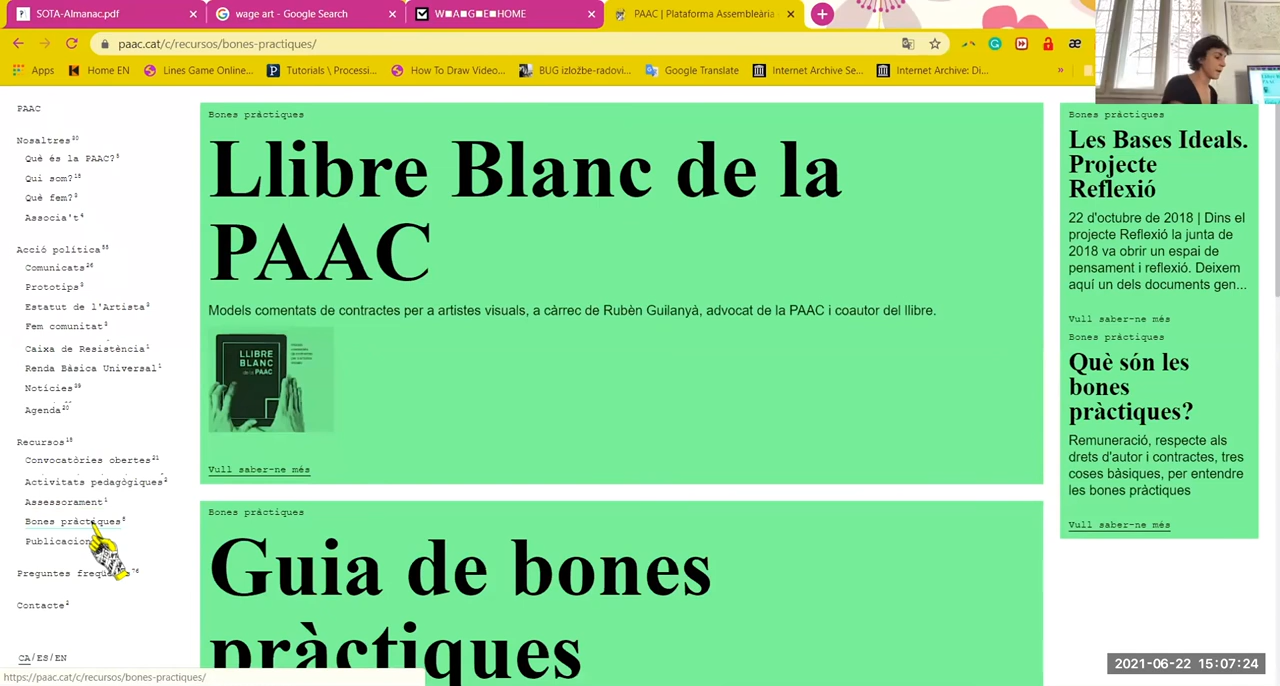 SOTA-Almanac.pdf
wage art - Google Search
W■A■G■E■HOME
PAAC | Plataforma Assembleària
paac.cat/c/recursos/bones-practiques/
Apps
Home EN
Lines Game Online...
Tutorials \ Processi...
How To Draw Video...
BUG izložbe-radovi...
Google Translate
Internet Archive Se...
Internet Archive: Di...
»
PAAC
Nosaltres
Què és la PAAC?
Qui som?
Què fem?
Associa't
Acció política
Comunicats
Prototips
Estatut de l'Artista
Fem comunitat
Caixa de Resistència
Renda Bàsica Universal
Notícies
Agenda
Recursos
Convocatòries obertes
Activitats pedagògiques
Assessorament
Bones pràctiques
Publicacion
Preguntes
Contacte
CA/ES/EN
https://paac.cat/c/recursos/bones-practiques/
Bones pràctiques
Llibre Blanc de la
PAAC
Models comentats de contractes per a artistes visuals, a càrrec de Rubèn Guilanyà, advocat de la PAAC i coautor del llibre.
LLIBRE
BLANC
de la PAAC
Vull saber-ne més
Bones pràctiques
Guia de bones
pràctiques
Bones pràctiques
Les Bases Ideals.
Projecte
Reflexió
22 d'octubre de 2018 | Dins el
projecte Reflexió la junta de
2018 va obrir un espai de
pensament i reflexió. Deixem
aquí un dels documents gen...
Vull saber-ne més
Bones pràctiques
Què són les
bones
pràctiques?
Remuneració, respecte als
drets d'autor i contractes, tres
coses bàsiques, per entendre
les bones pràctiques
Vull saber-ne més
2021-06-22 15:07:24